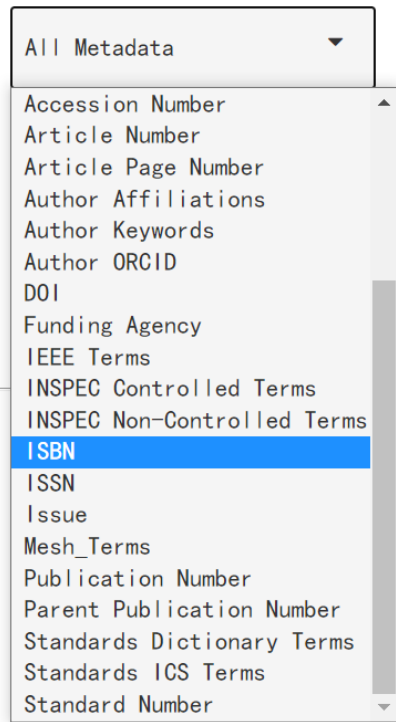 All Metadata
Accession Number
Article Number
Article Page Number
Author Affiliations
Author Keywords
Author ORCID
DOI
Funding Agency
IEEE Terms
INSPEC Controlled Terms
INSPEC Non-Controlled Terms
ISBN
ISSN
Issue
Mesh_Terms
Publication Number
Parent Publication Number
Standards Dictionary Terms
Standards ICS Terms
Standard Number